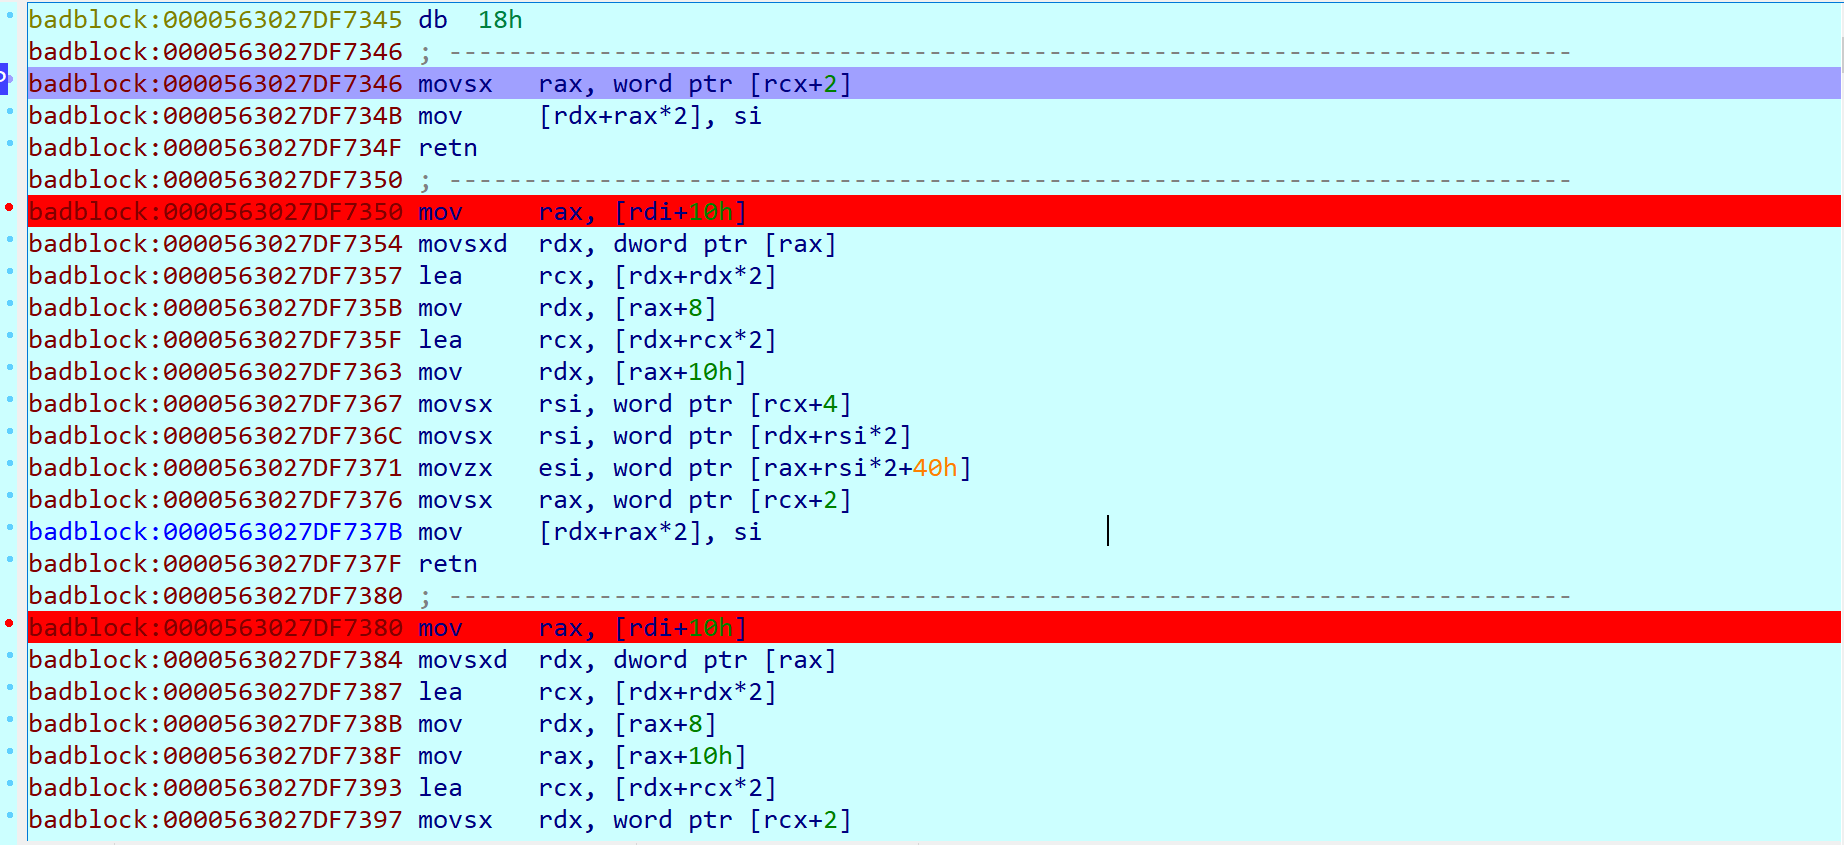 badblock:0000563027DF7345 db  18h
badblock:0000563027DF7346 ; ---------------------------------------------------------------------------
badblock:0000563027DF7346 movsx   rax, word ptr [rcx+2]
badblock:0000563027DF734B mov     [rdx+rax*2], si
badblock:0000563027DF734F retn
badblock:0000563027DF7350 ; ---------------------------------------------------------------------------
badblock:0000563027DF7350 mov     rax, [rdi+10h]
badblock:0000563027DF7354 movsxd  rdx, dword ptr [rax]
badblock:0000563027DF7357 lea     rcx, [rdx+rdx*2]
badblock:0000563027DF735B mov     rdx, [rax+8]
badblock:0000563027DF735F lea     rcx, [rdx+rcx*2]
badblock:0000563027DF7363 mov     rdx, [rax+10h]
badblock:0000563027DF7367 movsx   rsi, word ptr [rcx+4]
badblock:0000563027DF736C movsx   rsi, word ptr [rdx+rsi*2]
badblock:0000563027DF7371 movzx   esi, word ptr [rax+rsi*2+40h]
badblock:0000563027DF7376 movsx   rax, word ptr [rcx+2]
badblock:0000563027DF737B mov     [rdx+rax*2], si
badblock:0000563027DF737F retn
badblock:0000563027DF7380 ; ---------------------------------------------------------------------------
badblock:0000563027DF7380 mov     rax, [rdi+10h]
badblock:0000563027DF7384 movsxd  rdx, dword ptr [rax]
badblock:0000563027DF7387 lea     rcx, [rdx+rdx*2]
badblock:0000563027DF738B mov     rdx, [rax+8]
badblock:0000563027DF738F mov     rax, [rax+10h]
badblock:0000563027DF7393 lea     rcx, [rdx+rcx*2]
badblock:0000563027DF7397 movsx   rdx, word ptr [rcx+2]